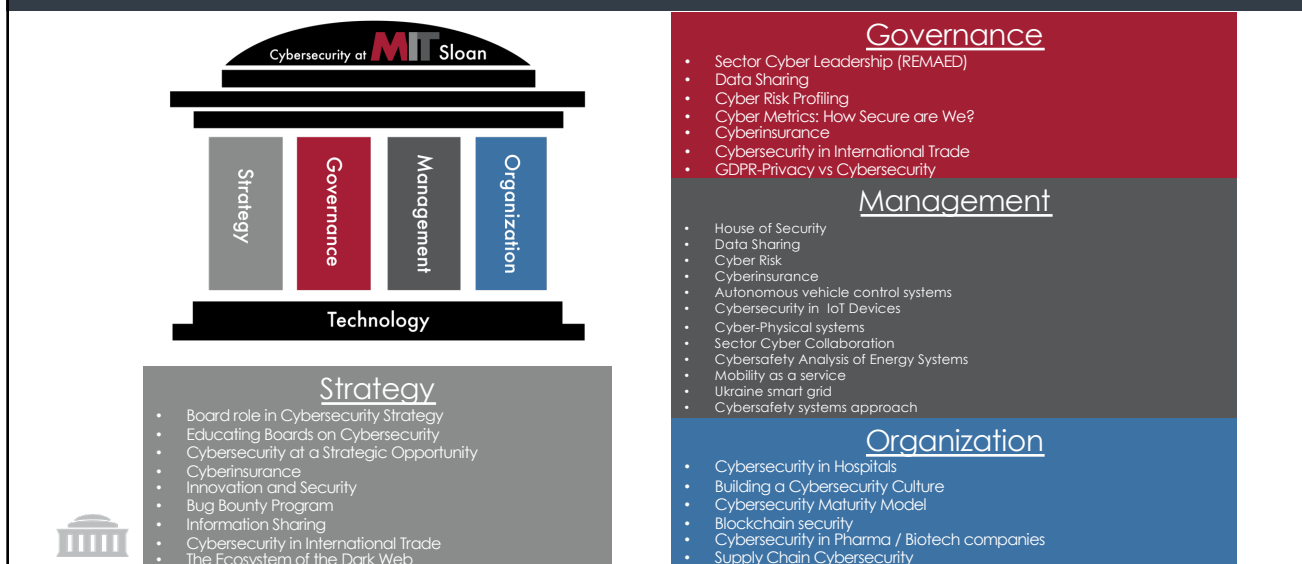 Cybersecurity at MIT Sloan
Strategy
Governance
Management
Organization
Technology
Strategy
• Board role in Cybersecurity Strategy
• Educating Boards on Cybersecurity
• Cybersecurity at a Strategic Opportunity
• Cyberinsurance
• Innovation and Security
• Bug Bounty Program
• Information Sharing
• Cybersecurity in International Trade
• The Ecosystem of the Dark Web
Governance
• Sector Cyber Leadership (REMAED)
• Data Sharing
• Cyber Risk Profiling
• Cyber Metrics: How Secure are We?
• Cyberinsurance
• Cybersecurity in International Trade
• GDPR-Privacy vs Cybersecurity
Management
• House of Security
• Data Sharing
• Cyber Risk
• Cyberinsurance
• Autonomous vehicle control systems
• Cybersecurity in IoT Devices
• Cyber-Physical systems
• Sector Cyber Collaboration
• Cybersafety Analysis of Energy Systems
• Mobility as a service
• Ukraine smart grid
• Cybersafety systems approach
Organization
• Cybersecurity in Hospitals
• Building a Cybersecurity Culture
• Cybersecurity Maturity Model
• Blockchain security
• Cybersecurity in Pharma / Biotech companies
• Supply Chain Cybersecurity